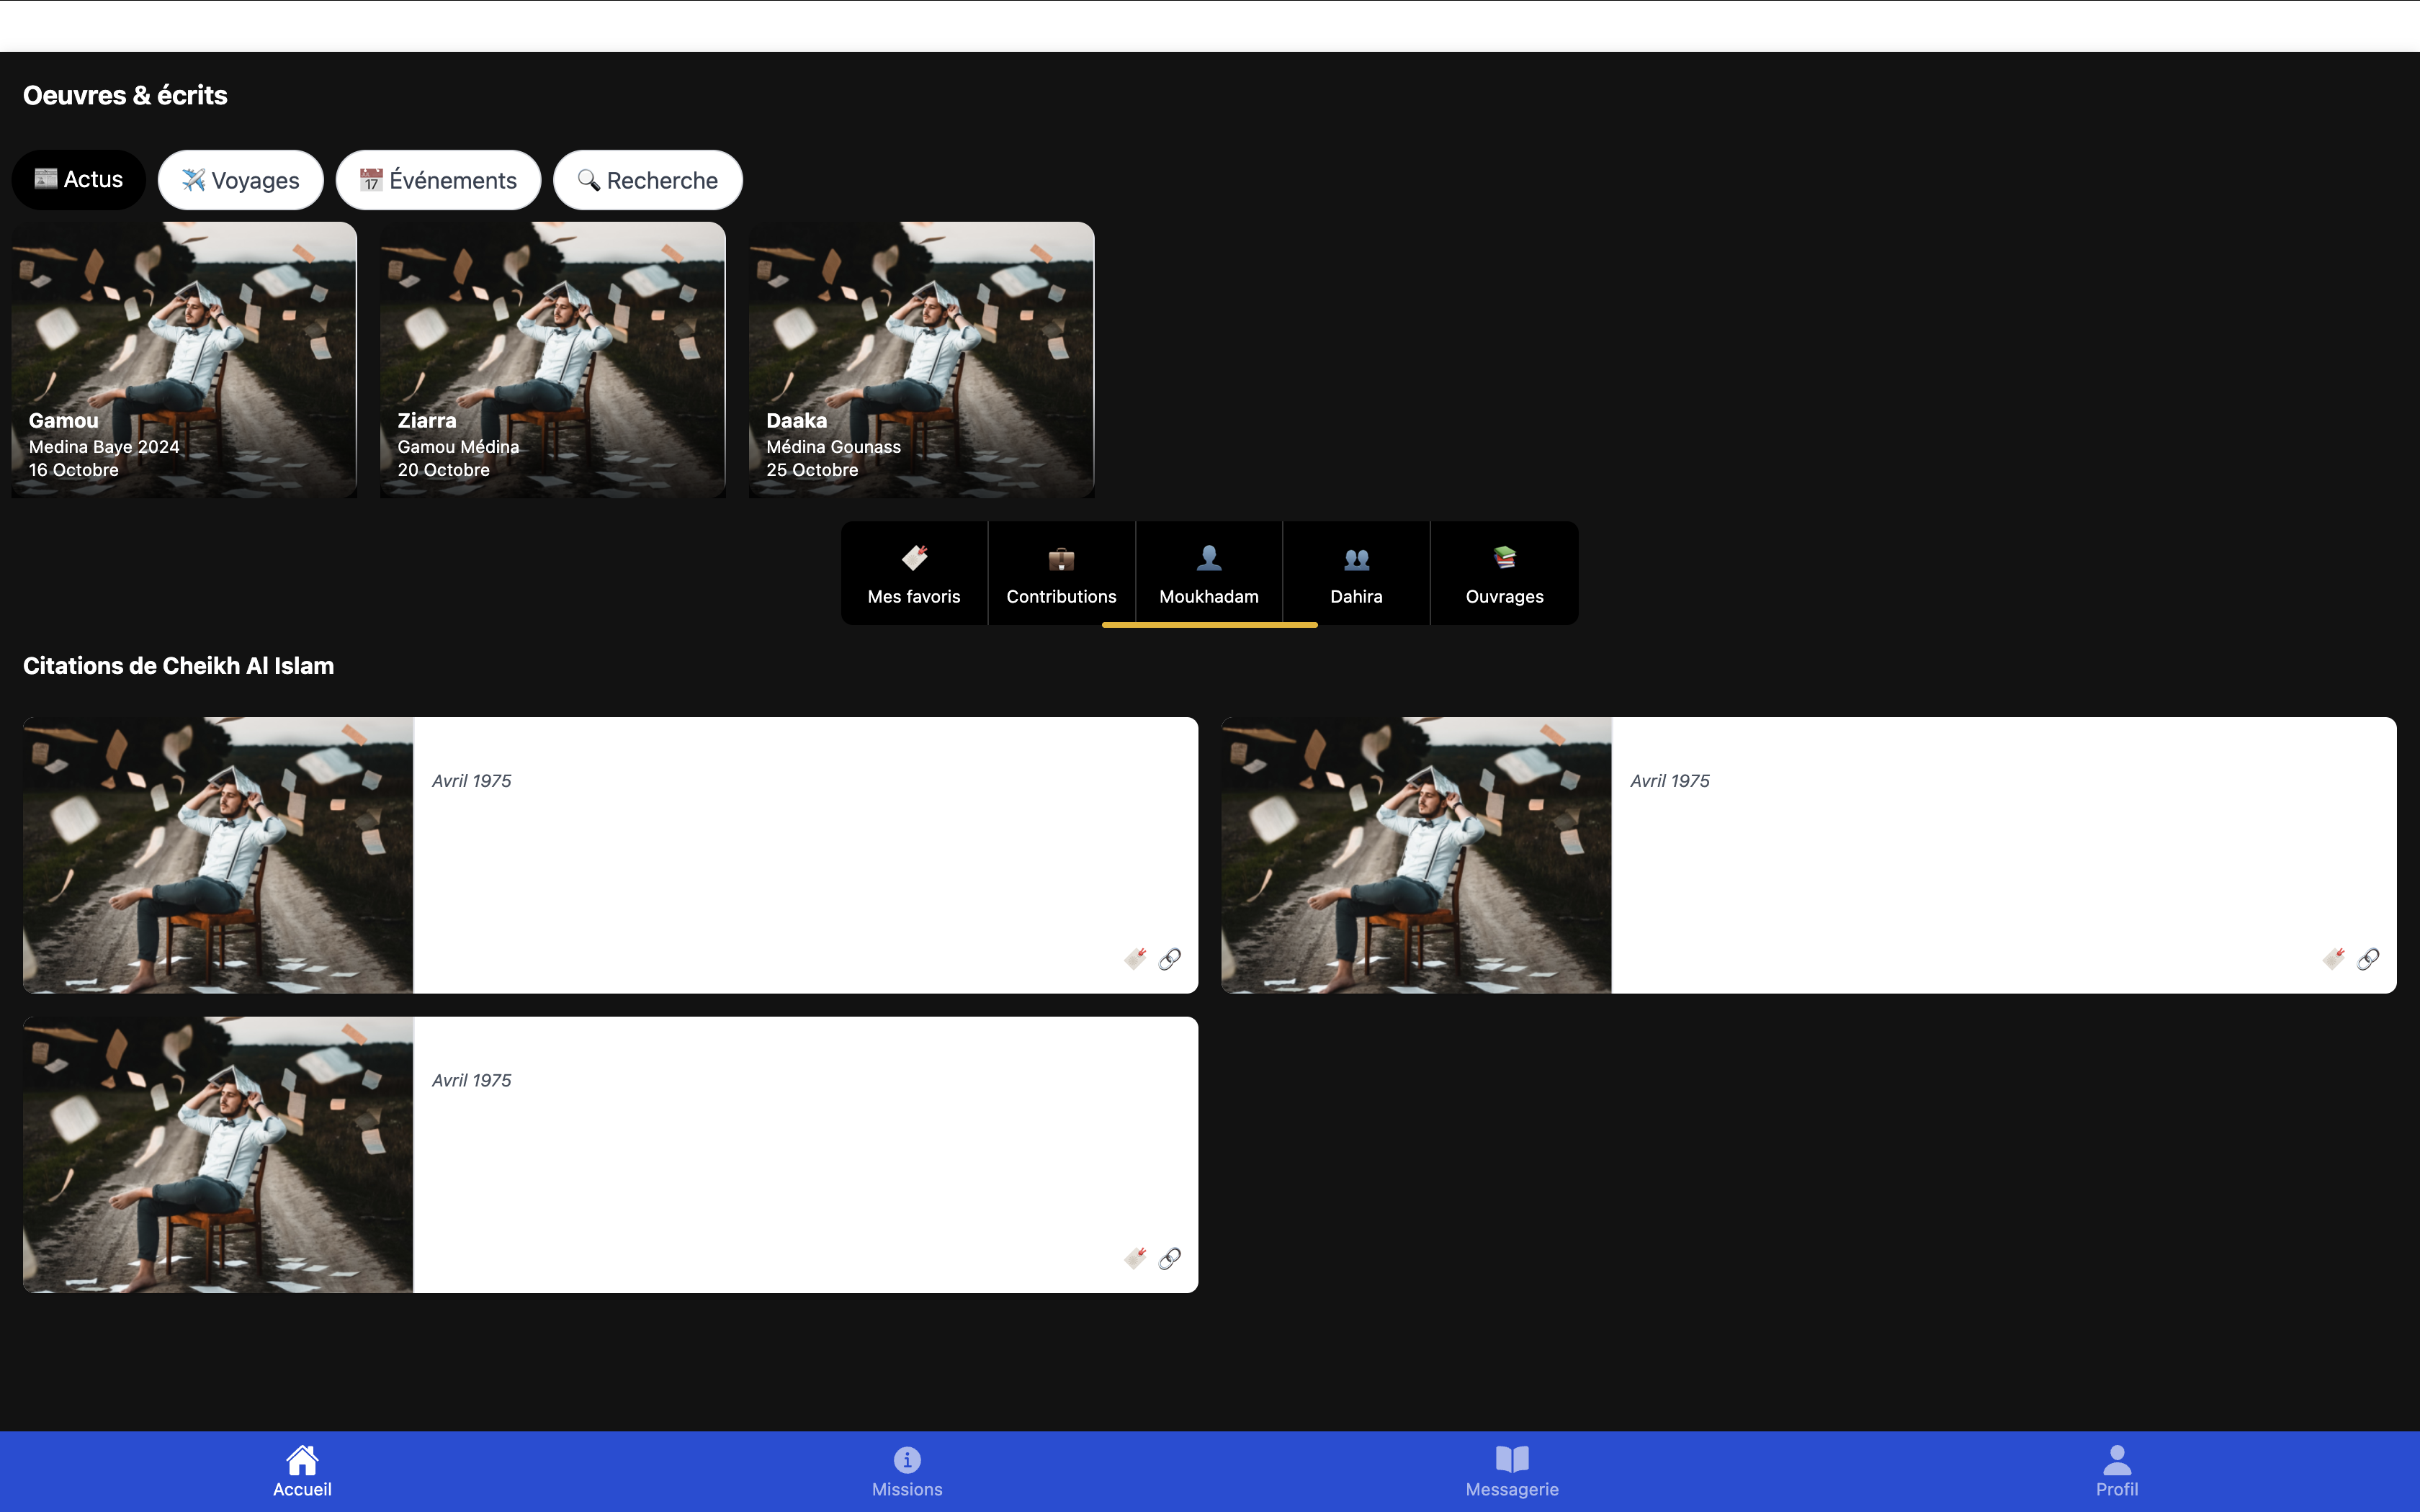 Oeuvres & écrits
Actus
Voyages
17
Événements
Recherche
Gamou
Medina Baye 2024
16 Octobre
Ziarra
Gamou Médina
20 Octobre
Daaka
Médina Gounass
25 Octobre
Mes favoris
Contributions
Moukhadam
Dahira
Ouvrages
Citations de Cheikh Al Islam
Avril 1975
Avril 1975
Avril 1975
Accueil
Missions
Messagerie
Profil